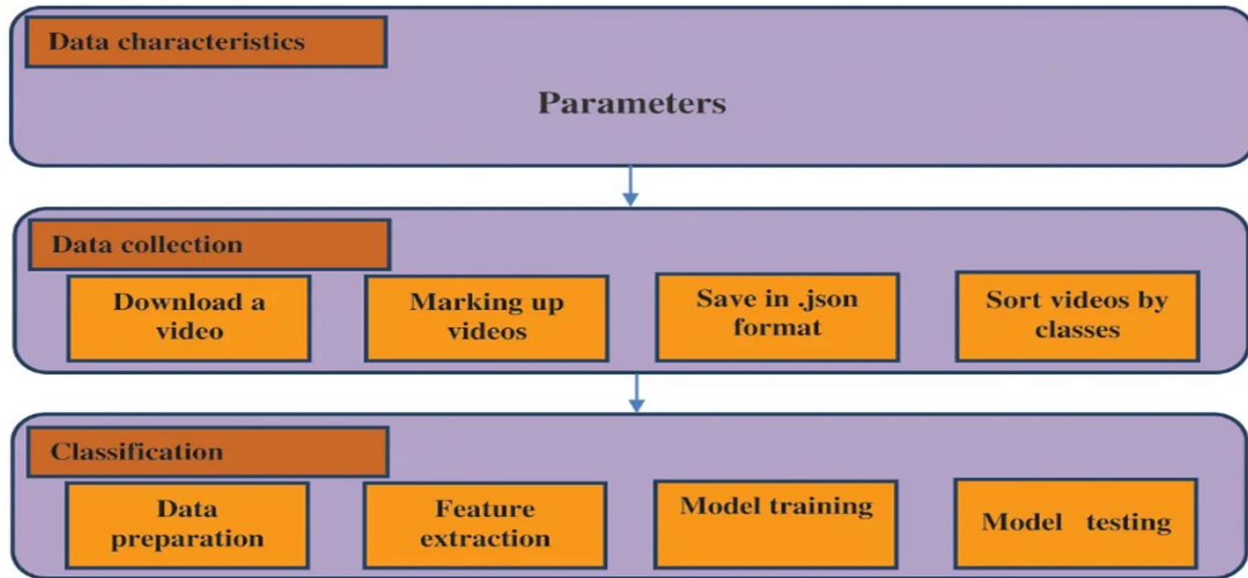 Data characteristics
Parameters
Data collection
Download a
video
Marking up
videos
Save in .json
format
Sort videos by
classes
Classification
Data
preparation
Feature
extraction
Model training
Model testing